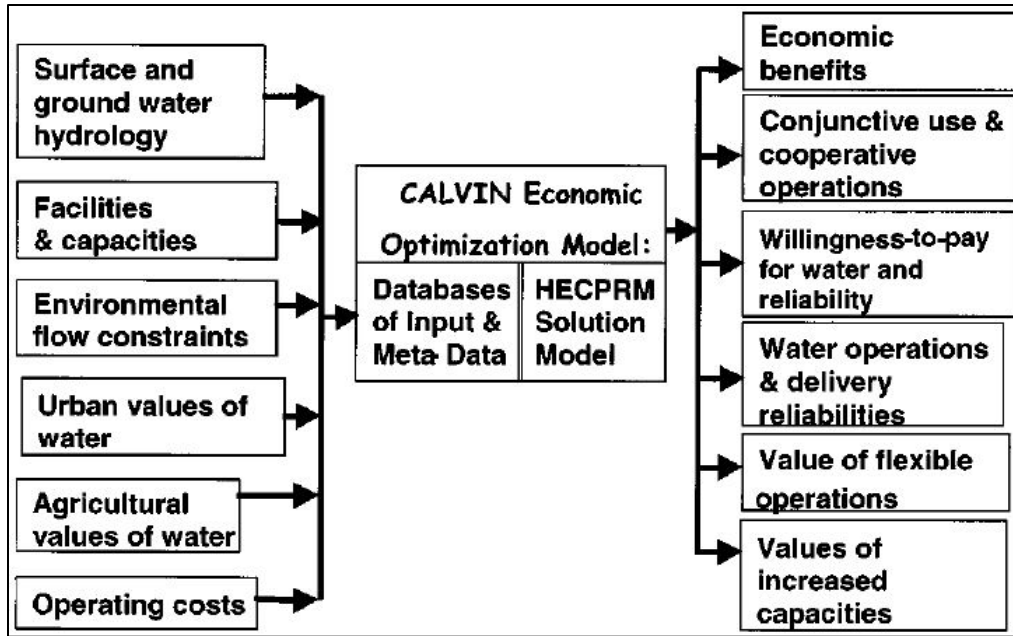 Surface and
ground water
hydrology
Facilities
& capacities
Environmental
flow constraints
Urban values of
water
Agricultural
values of water
Operating costs
CALVIN Economic
Optimization Model:
Databases
of Input &
Meta-Data
HECPRM
Solution
Model
Economic
benefits
Conjunctive use &
cooperative
operations
Willingness-to-pay
for water and
reliability
Water operations
& delivery
reliabilities
Value of flexible
operations
Values of
increased
capacities